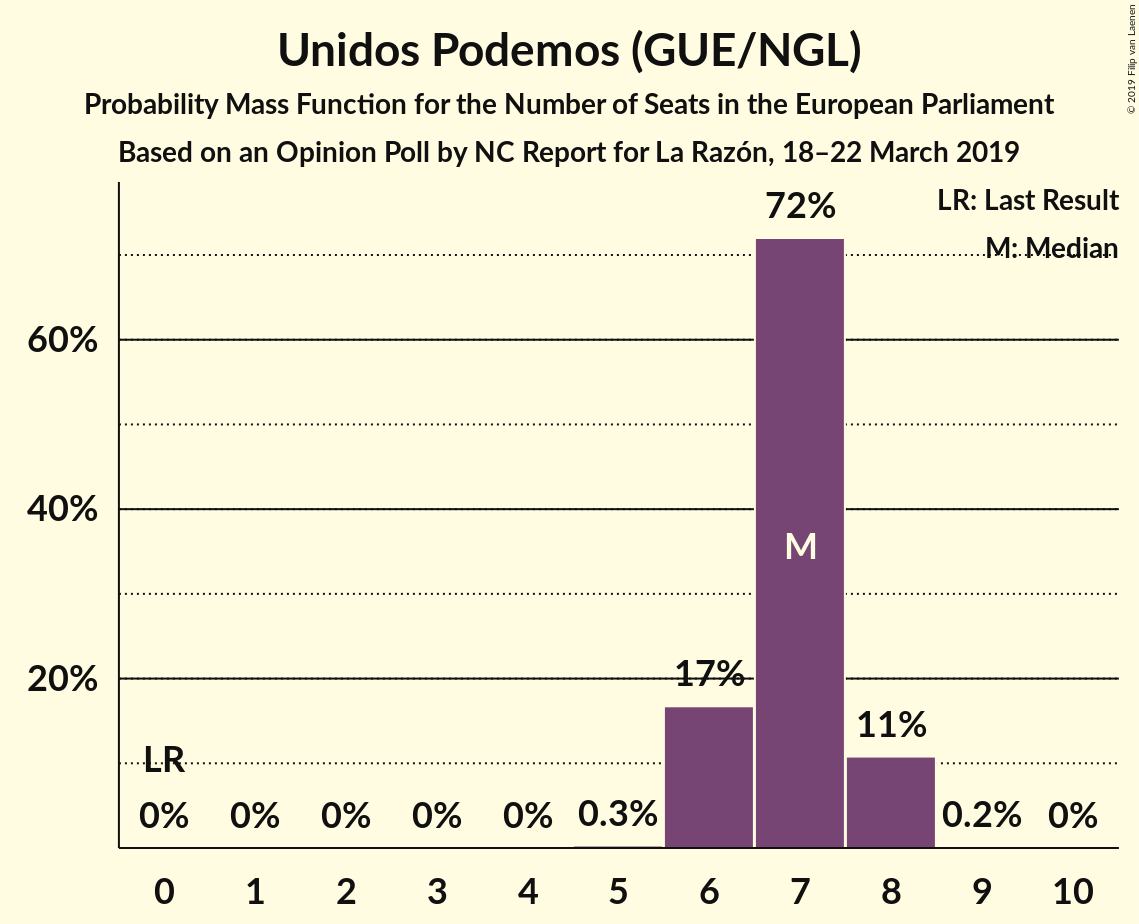 Unidos Podemos (GUE/NGL)
Probability Mass Function for the Number of Seats in the European Parliament
Based on an Opinion Poll by NC Report for La Razón, 18–22 March 2019
© 2019 Filip van Laenen
LR: Last Result
M: Median
72%
60%
40%
M
20%
17%
11%
LR
0%
0%
0%
0%
0%
0.3%
0.2%
0%
0 1 2 3 4 5 6 7 8 9 10